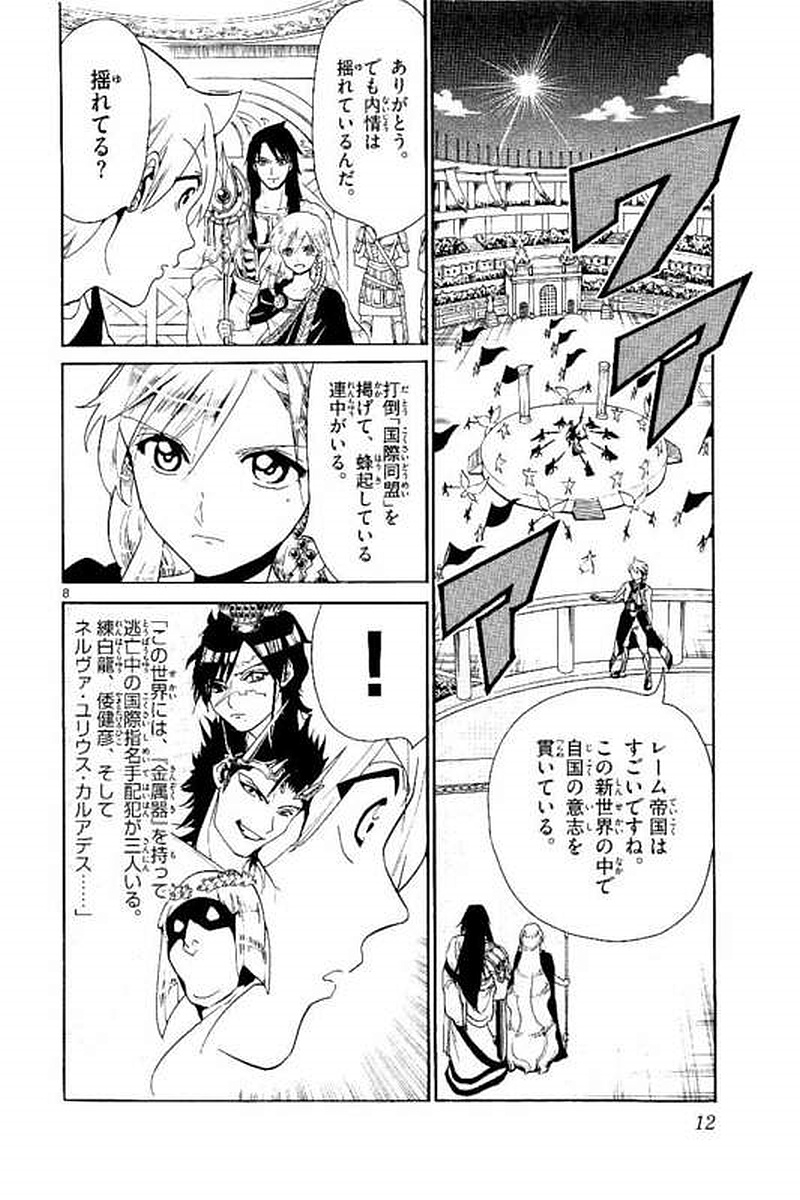 ワァァ
レーム帝国は
すごいですね。
この新世界の中で
自国の意志を
貫いている。
ありがとう。
でも内情は
揺れているんだ。
揺れてる?
打倒「国際同盟」を
掲げて、蜂起している
連中がいる。
!
「この世界には、『金属器』を持って
逃亡中の国際指名手配犯が三人いる。
練白龍、倭健彦、そして
ネルヴァ・ユリウス・カルアデス……」
8
12